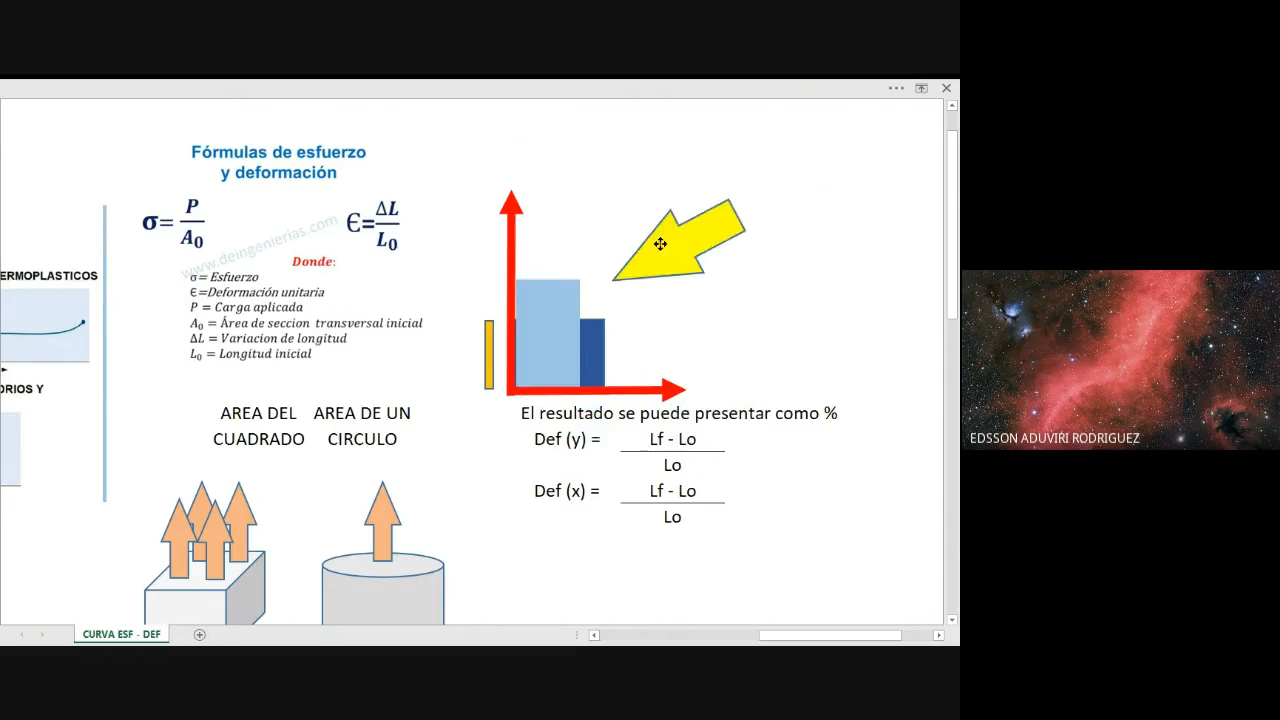 Fórmulas de esfuerzo
y deformación
σ= P / A₀
Є= ΔL / L₀
www.deingenierias.com
Donde:
σ= Esfuerzo
Є=Deformación unitaria
P = Carga aplicada
A₀ = Área de seccion transversal inicial
ΔL = Variacion de longitud
L₀ = Longitud inicial
ERMOPLASTICOS
ORIOS Y
AREA DEL
CUADRADO
AREA DE UN
CIRCULO
El resultado se puede presentar como %
Def (y) = Lf - Lo
Lo
Def (x) = Lf - Lo
Lo
CURVA ESF - DEF
EDSSON ADUVIRI RODRIGUEZ